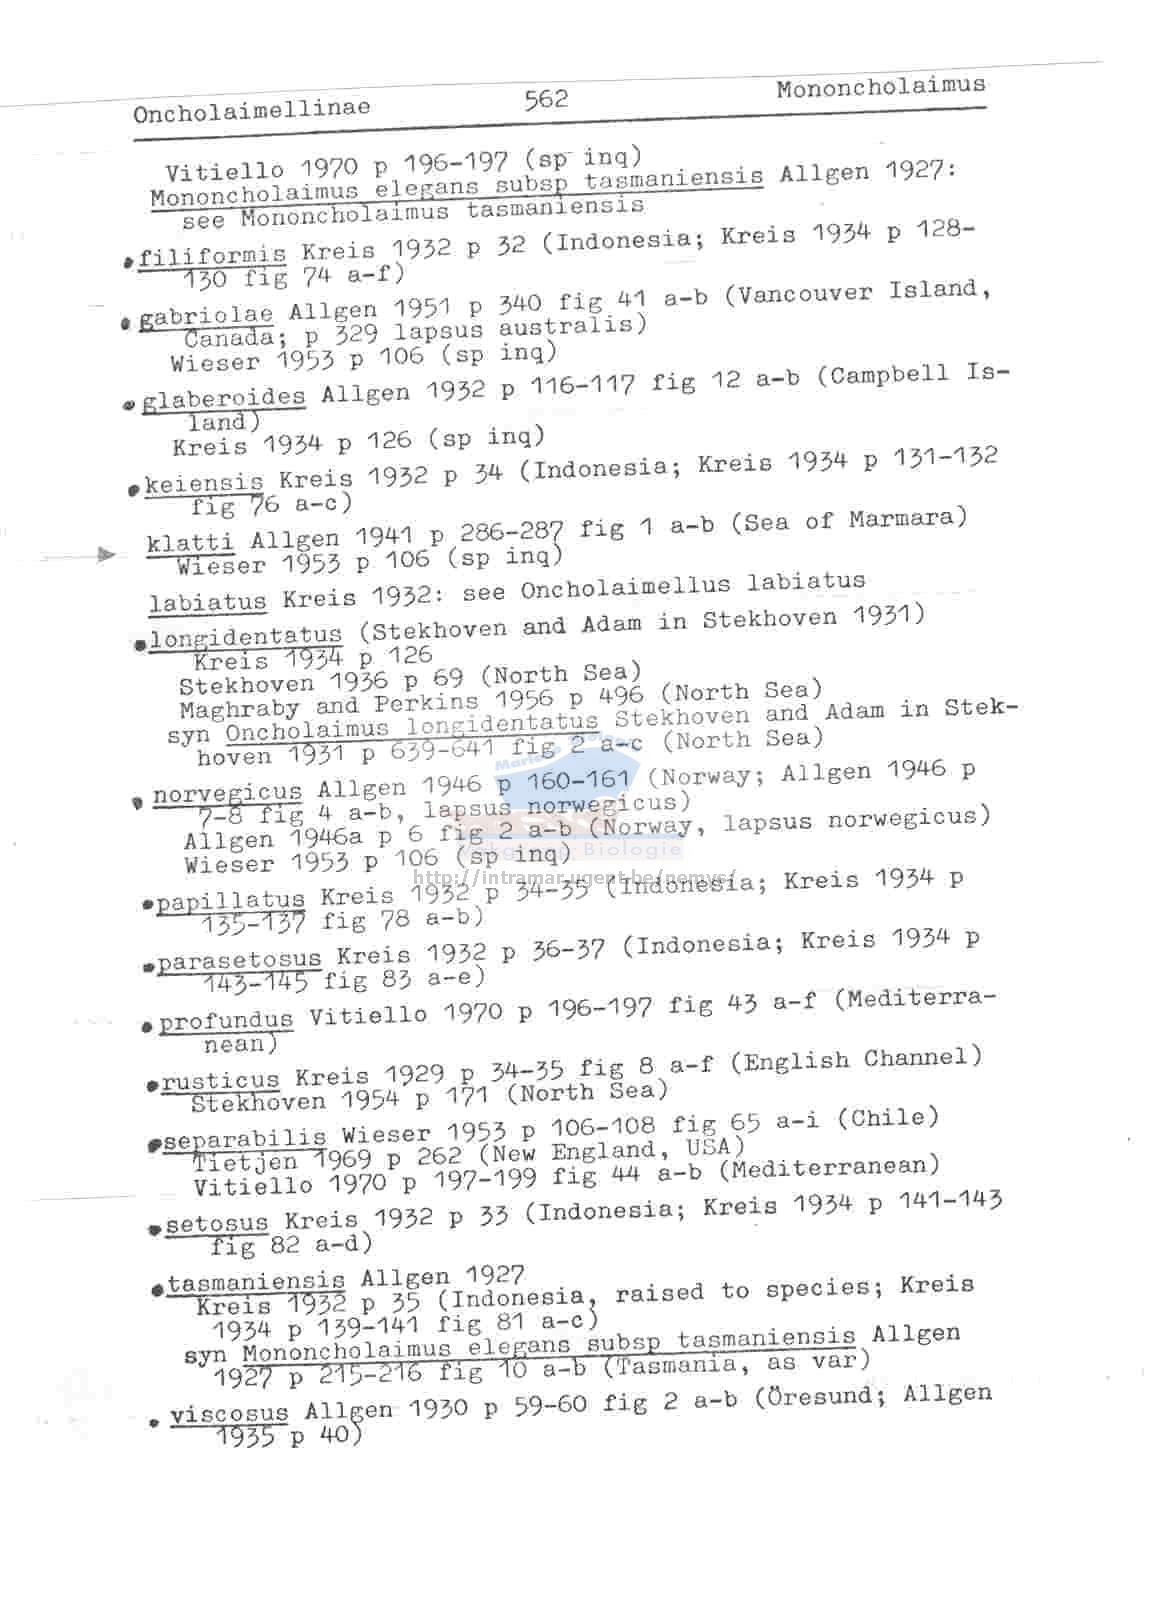 Oncholaimellinae 562 Mononcholaimus
Vitiello 1970 p 196-197 (sp inq)
Mononcholaimus elegans subsp tasmaniensis Allgen 1927:
see Mononcholaimus tasmaniensis
filiformis Kreis 1932 p 32 (Indonesia; Kreis 1934 p 128-
130 fig 74 a-f)
gabriolae Allgen 1951 p 340 fig 41 a-b (Vancouver Island,
Canada; p 329 lapsus australis)
Wieser 1953 p 106 (sp inq)
glaberoides Allgen 1932 p 116-117 fig 12 a-b (Campbell Is-
land)
Kreis 1934 p 126 (sp inq)
keiensis Kreis 1932 p 34 (Indonesia; Kreis 1934 p 131-132
fig 76 a-c)
klatti Allgen 1941 p 286-287 fig 1 a-b (Sea of Marmara)
Wieser 1953 p 106 (sp inq)
labiatus Kreis 1932: see Oncholaimellus labiatus
longidentatus (Stekhoven and Adam in Stekhoven 1931)
Kreis 1934 p 126
Stekhoven 1936 p 69 (North Sea)
Maghraby and Perkins 1956 p 496 (North Sea)
syn Oncholaimus longidentatus Stekhoven and Adam in Stek-
hoven 1931 p 639-641 fig 2 a-c (North Sea)
norvegicus Allgen 1946 p 160-161 (Norway; Allgen 1946 p
7-8 fig 4 a-b, lapsus norwegicus)
Allgen 1946a p 6 fig 2 a-b (Norway, lapsus norwegicus)
Wieser 1953 p 106 (sp inq)
Biologie
http://intramar.ugent.be/nemys/
papillatus Kreis 1932 p 34-35 (Indonesia; Kreis 1934 p
135-137 fig 78 a-b)
parasetosus Kreis 1932 p 36-37 (Indonesia; Kreis 1934 p
143-145 fig 83 a-e)
profundus Vitiello 1970 p 196-197 fig 43 a-f (Mediterra-
nean)
rusticus Kreis 1929 p 34-35 fig 8 a-f (English Channel)
Stekhoven 1954 p 171 (North Sea)
separabilis Wieser 1953 p 106-108 fig 65 a-i (Chile)
Tietjen 1969 p 262 (New England, USA)
Vitiello 1970 p 197-199 fig 44 a-b (Mediterranean)
setosus Kreis 1932 p 33 (Indonesia; Kreis 1934 p 141-143
fig 82 a-d)
tasmaniensis Allgen 1927
Kreis 1932 p 35 (Indonesia, raised to species; Kreis
1934 p 139-141 fig 81 a-c)
syn Mononcholaimus elegans subsp tasmaniensis Allgen
1927 p 215-216 fig 10 a-b (Tasmania, as var)
viscosus Allgen 1930 p 59-60 fig 2 a-b (Öresund; Allgen
1935 p 40)